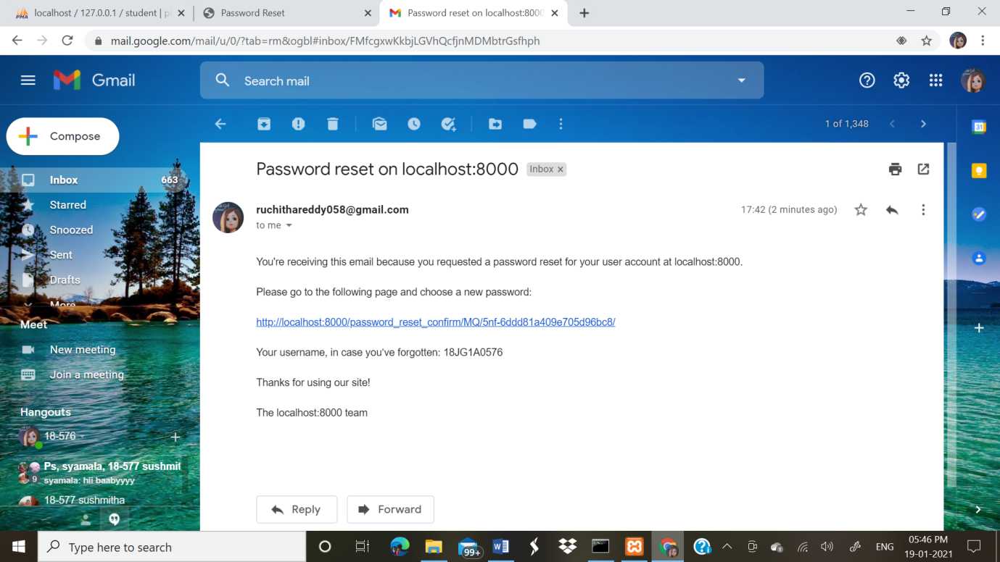 localhost / 127.0.0.1 / student | p
Password Reset
Password reset on localhost:8000
mail.google.com/mail/u/0/?tab=rm&ogbl#inbox/FMfcgxwKkbjLGVhQcfjnMDMbtrGsfhph
Gmail
Search mail
Compose
1 of 1,348
Inbox 663
Starred
Snoozed
Sent
Drafts
More
Meet
New meeting
Join a meeting
Hangouts
18-576
Ps, syamala, 18-577 sushmit
9 syamala: hii baabyyyy
18-577 sushmitha
Password reset on localhost:8000 Inbox x
ruchithareddy058@gmail.com 17:42 (2 minutes ago)
to me
You're receiving this email because you requested a password reset for your user account at localhost:8000.
Please go to the following page and choose a new password:
http://localhost:8000/password_reset_confirm/MQ/5nf-6ddd81a409e705d96bc8/
Your username, in case you've forgotten: 18JG1A0576
Thanks for using our site!
The localhost:8000 team
Reply Forward
31
Type here to search
99+
ENG
05:46 PM
19-01-2021